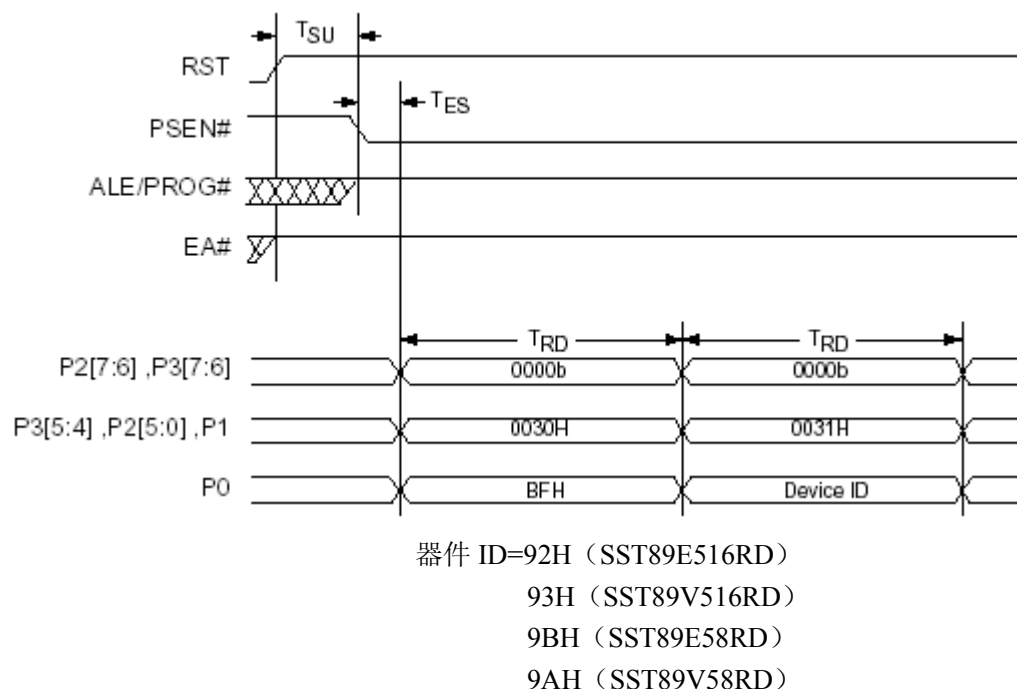 TSU
RST
TES
PSEN#
ALE/PROG#
EA#
TRD TRD
P2[7:6] ,P3[7:6] 0000b 0000b
P3[5:4] ,P2[5:0] ,P1 0030H 0031H
P0 BFH Device ID
器件 ID=92H（SST89E516RD）
93H（SST89V516RD）
9BH（SST89E58RD）
9AH（SST89V58RD）